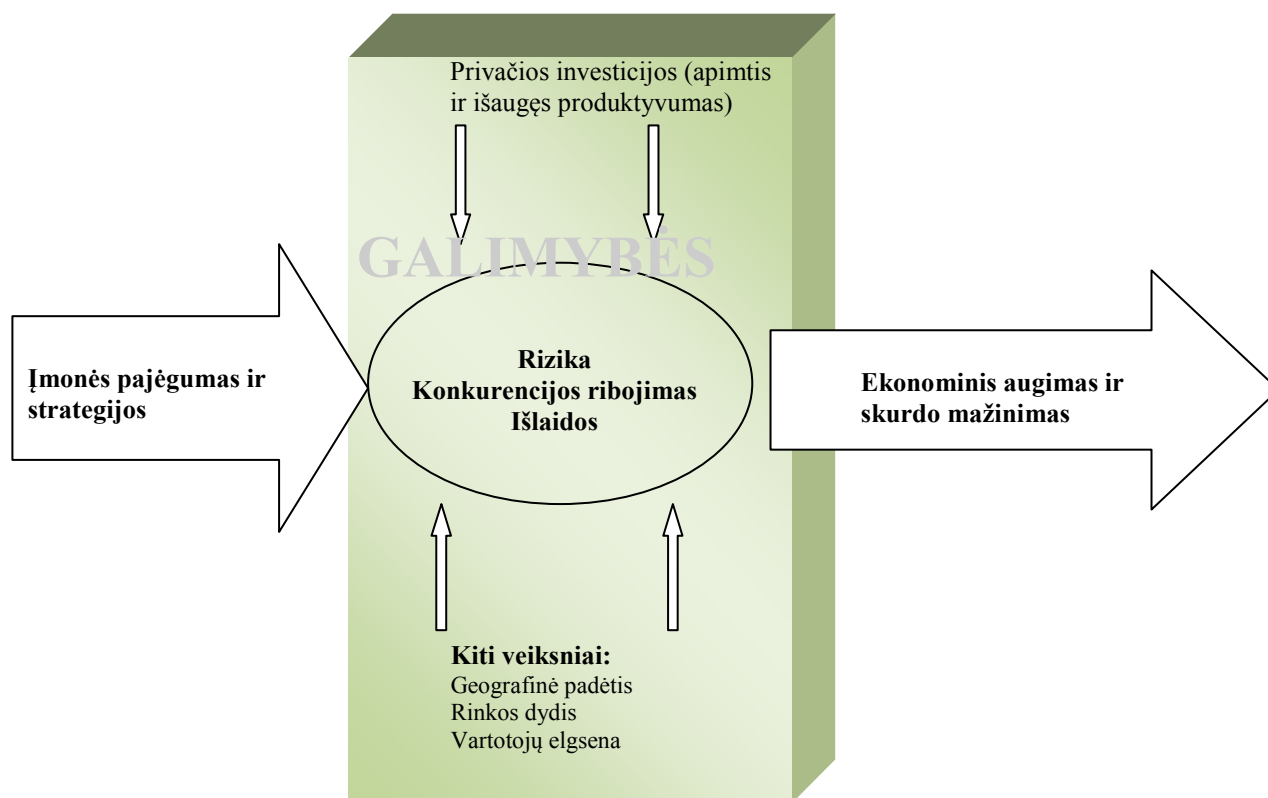 Privačios investicijos (apimtis
ir išaugęs produktyvumas)
GALIMYBĖS
Įmonės pajėgumas ir
strategijos
Rizika
Konkurencijos ribojimas
Išlaidos
Ekonominis augimas ir
skurdo mažinimas
Kiti veiksniai:
Geografinė padėtis
Rinkos dydis
Vartotojų elgsena